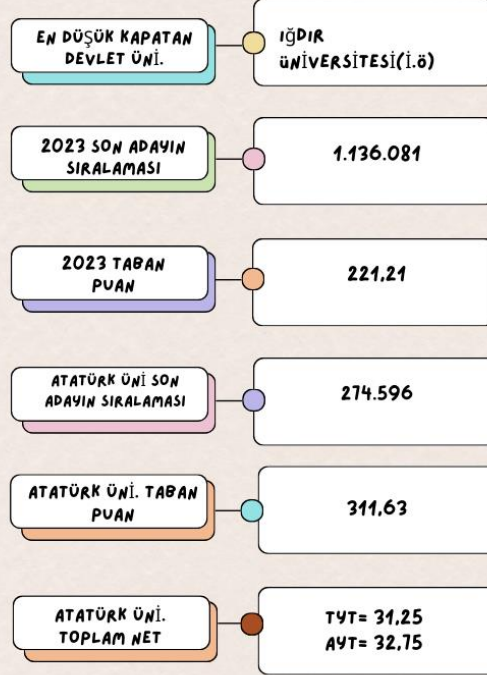 EN DÜŞÜK KAPATAN
DEVLET ÜNİ.
IĞDIR
ÜNİVERSİTESİ(İ.Ö)
2023 SON ADAYIN
SIRALAMASI
1.136.081
2023 TABAN
PUAN
221,21
ATATÜRK ÜNİ SON
ADAYIN SIRALAMASI
274.596
ATATÜRK ÜNİ. TABAN
PUAN
311,63
ATATÜRK ÜNİ.
TOPLAM NET
TYT= 31,25
AYT= 32,75